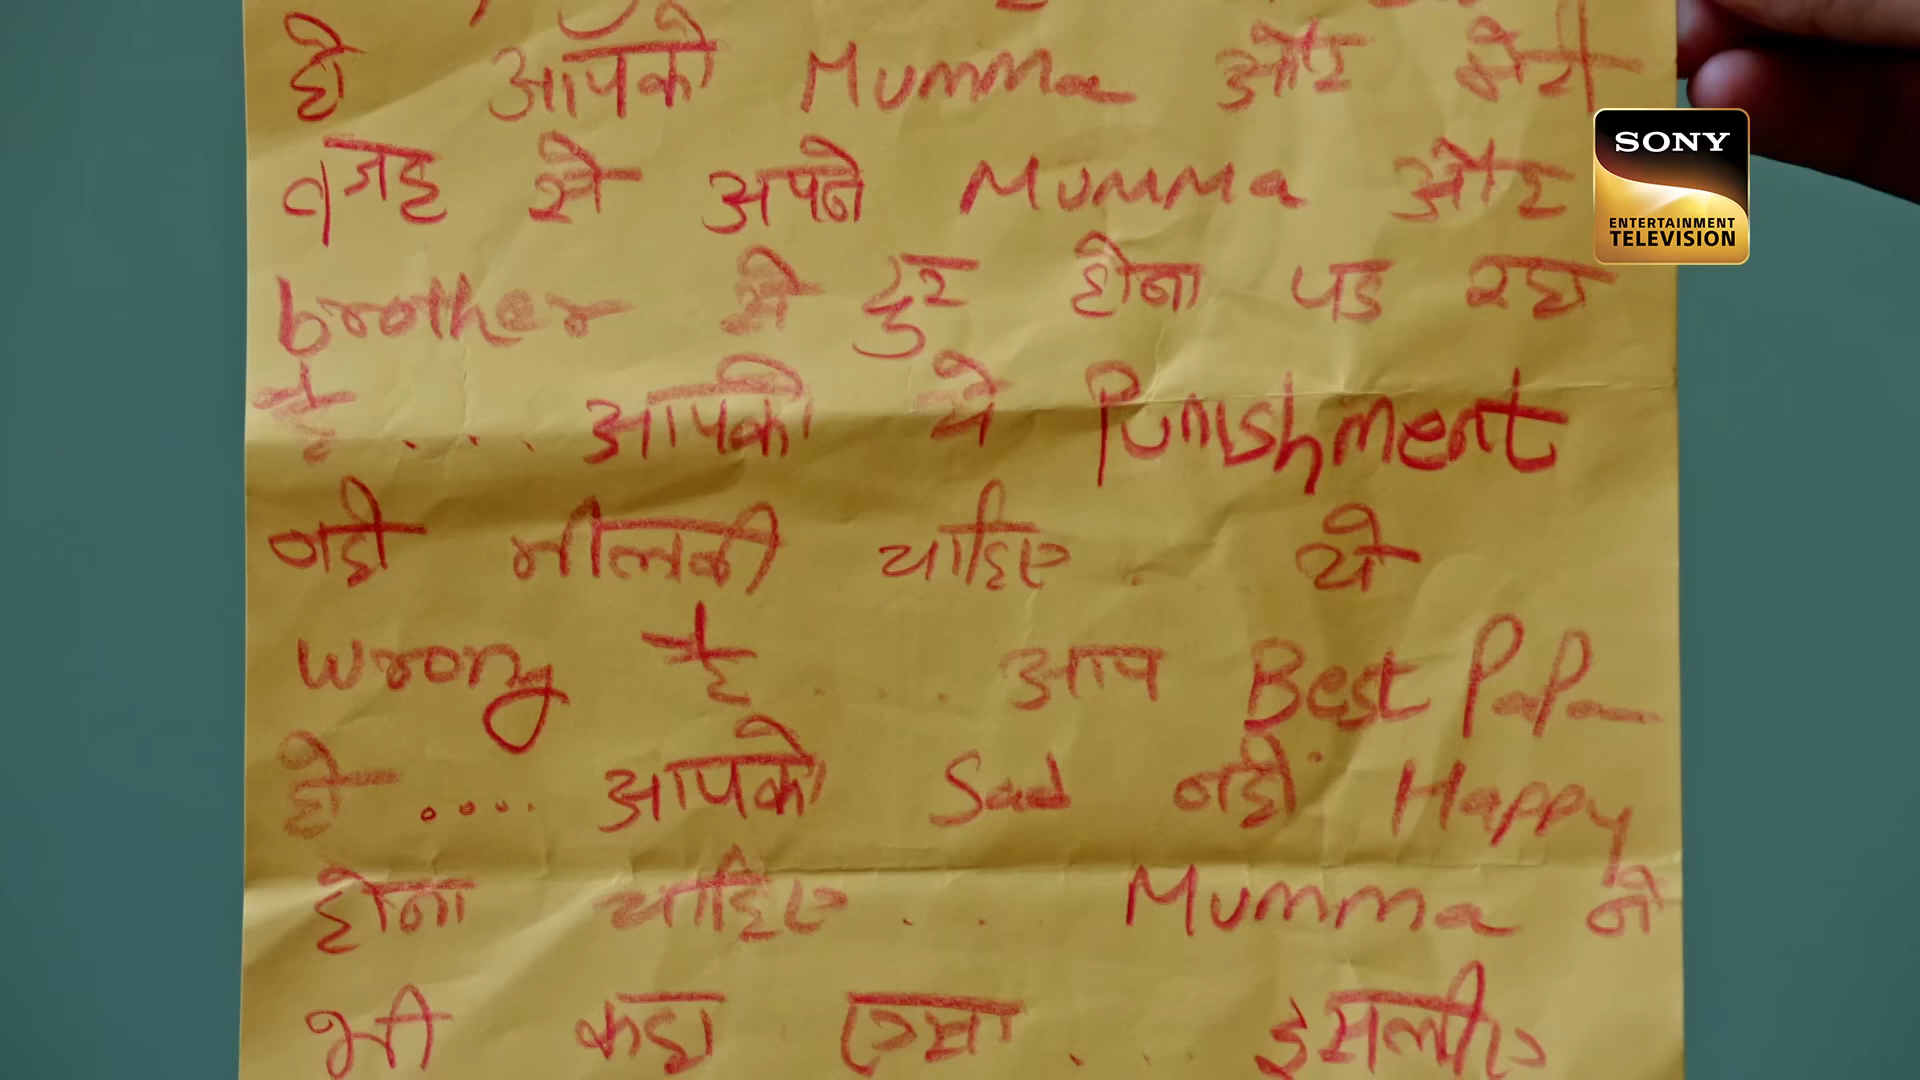 हो आपको Mumma और मेरी
वजह से अपने Mumma और
brother से दुर होना पड रहा
है .... आपको ये Punishment
नही मीलनी चाहिए . ये
wrong है .... आप Best PaPa
हो .... आपको Sad नहीं Happy
होना चाहिए ... Mumma ने
भी कहा एसा ... इसलीए
SONY
ENTERTAINMENT
TELEVISION